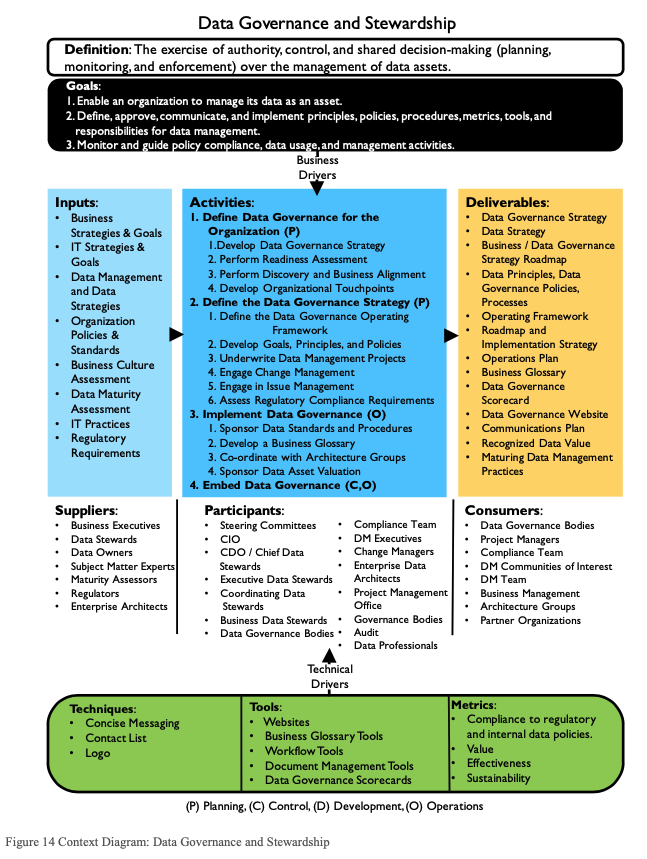 Data Governance and Stewardship
Definition: The exercise of authority, control, and shared decision-making (planning,
monitoring, and enforcement) over the management of data assets.
Goals:
1. Enable an organization to manage its data as an asset.
2. Define, approve, communicate, and implement principles, policies, procedures, metrics, tools, and
responsibilities for data management.
3. Monitor and guide policy compliance, data usage, and management activities.
Business
Drivers
Inputs:
• Business
Strategies & Goals
• IT Strategies &
Goals
• Data Management
and Data
Strategies
• Organization
Policies &
Standards
• Business Culture
Assessment
• Data Maturity
Assessment
• IT Practices
• Regulatory
Requirements
Activities:
1. Define Data Governance for the
Organization (P)
1.Develop Data Governance Strategy
2. Perform Readiness Assessment
3. Perform Discovery and Business Alignment
4. Develop Organizational Touchpoints
2. Define the Data Governance Strategy (P)
1. Define the Data Governance Operating
Framework
2. Develop Goals, Principles, and Policies
3. Underwrite Data Management Projects
4. Engage Change Management
5. Engage in Issue Management
6. Assess Regulatory Compliance Requirements
3. Implement Data Governance (O)
1. Sponsor Data Standards and Procedures
2. Develop a Business Glossary
3. Co-ordinate with Architecture Groups
4. Sponsor Data Asset Valuation
4. Embed Data Governance (C,O)
Deliverables:
• Data Governance Strategy
• Data Strategy
• Business / Data Governance
Strategy Roadmap
• Data Principles, Data
Governance Policies,
Processes
• Operating Framework
• Roadmap and
Implementation Strategy
• Operations Plan
• Business Glossary
• Data Governance
Scorecard
• Data Governance Website
• Communications Plan
• Recognized Data Value
• Maturing Data Management
Practices
Suppliers:
• Business Executives
• Data Stewards
• Data Owners
• Subject Matter Experts
• Maturity Assessors
• Regulators
• Enterprise Architects
Participants:
• Steering Committees
• CIO
• CDO / Chief Data
Stewards
• Executive Data Stewards
• Coordinating Data
Stewards
• Business Data Stewards
• Data Governance Bodies
• Compliance Team
• DM Executives
• Change Managers
• Enterprise Data
Architects
• Project Management
Office
• Governance Bodies
• Audit
• Data Professionals
Consumers:
• Data Governance Bodies
• Project Managers
• Compliance Team
• DM Communities of Interest
• DM Team
• Business Management
• Architecture Groups
• Partner Organizations
Technical
Drivers
Techniques:
• Concise Messaging
• Contact List
• Logo
Tools:
• Websites
• Business Glossary Tools
• Workflow Tools
• Document Management Tools
• Data Governance Scorecards
Metrics:
• Compliance to regulatory
and internal data policies.
• Value
• Effectiveness
• Sustainability
(P) Planning, (C) Control, (D) Development, (O) Operations
Figure 14 Context Diagram: Data Governance and Stewardship